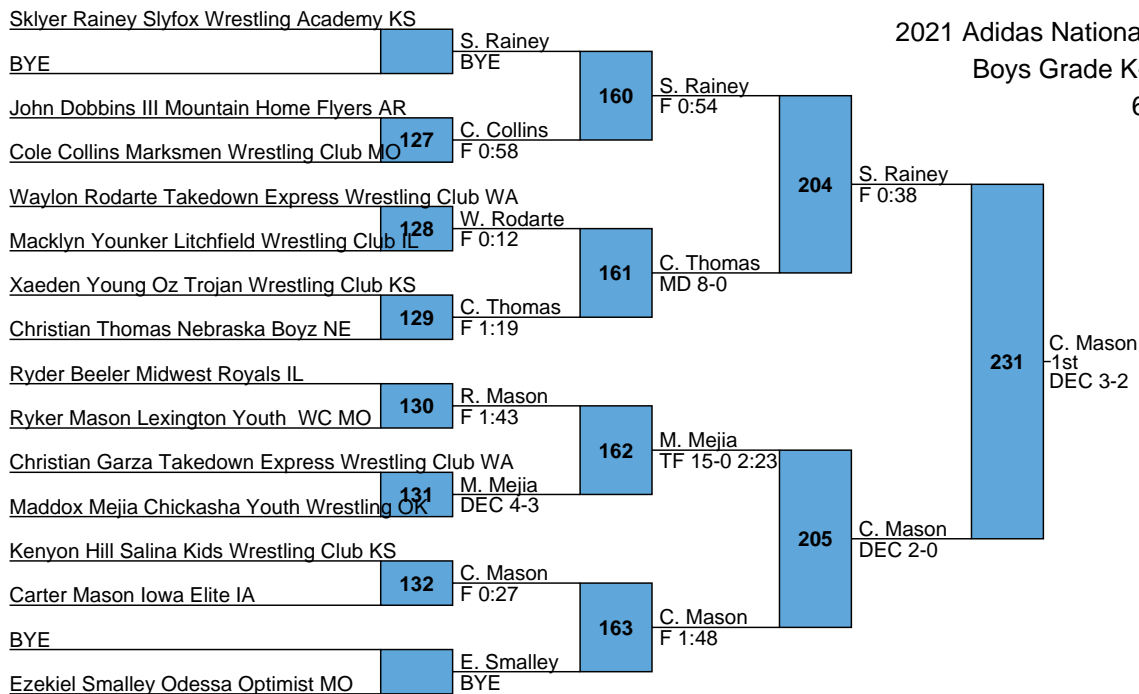 Sklyer Rainey Slyfox Wrestling Academy KS
BYE
S. Rainey
BYE
John Dobbins III Mountain Home Flyers AR
127
Cole Collins Marksmen Wrestling Club MO
C. Collins
F 0:58
160
S. Rainey
F 0:54
Waylon Rodarte Takedown Express Wrestling Club WA
128
Macklyn Younker Litchfield Wrestling Club IL
W. Rodarte
F 0:12
Xaeden Young Oz Trojan Wrestling Club KS
129
Christian Thomas Nebraska Boyz NE
C. Thomas
F 1:19
161
C. Thomas
MD 8-0
204
S. Rainey
F 0:38
Ryder Beeler Midwest Royals IL
130
Ryker Mason Lexington Youth  WC MO
R. Mason
F 1:43
Christian Garza Takedown Express Wrestling Club WA
131
Maddox Mejia Chickasha Youth Wrestling OK
M. Mejia
DEC 4-3
162
M. Mejia
TF 15-0 2:23
Kenyon Hill Salina Kids Wrestling Club KS
132
Carter Mason Iowa Elite IA
C. Mason
F 0:27
BYE
Ezekiel Smalley Odessa Optimist MO
E. Smalley
BYE
163
C. Mason
F 1:48
205
C. Mason
DEC 2-0
231
C. Mason
1st
DEC 3-2
2021 Adidas Nationa
Boys Grade K